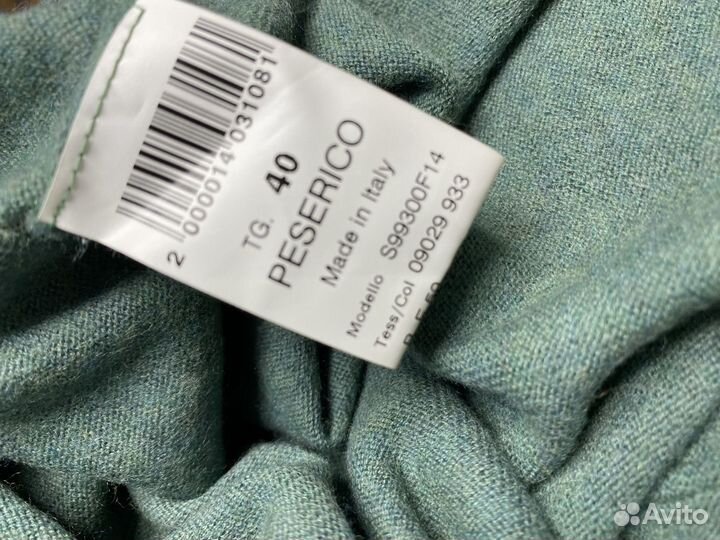 2 000014 031081
TG. 40
PESERICO
Made in Italy
Modello S99300F14
Tess/Col 09029 933
Avito